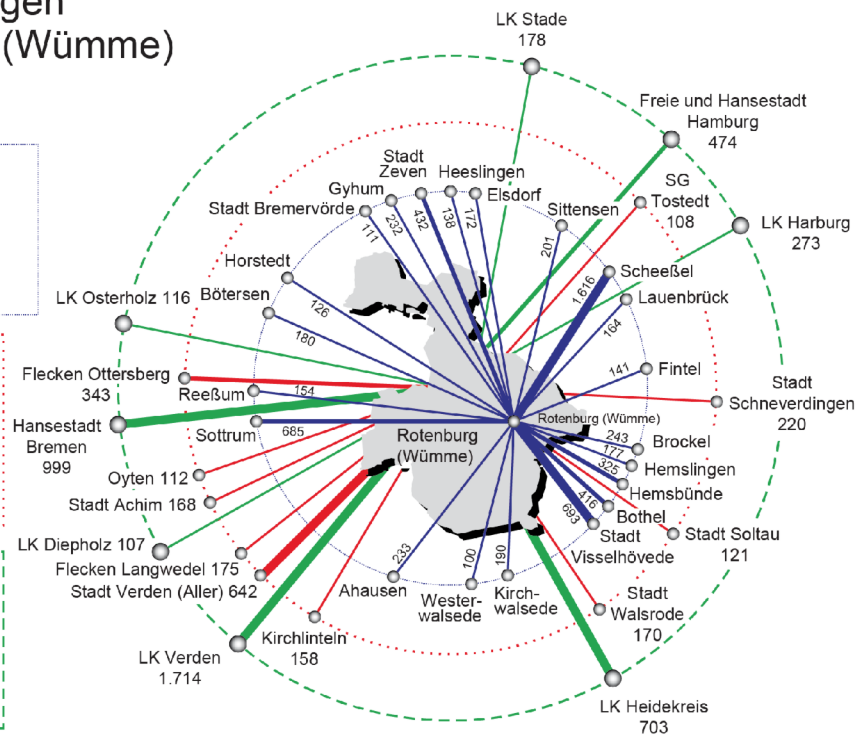 gen
(Wümme)
LK Stade
178
Freie und Hansestadt
Hamburg
474
SG
Tostedt
108
LK Harburg
273
Stadt
Zeven
432
Heeslingen
138
Elsdorf
172
Gyhum
232
Stadt Bremervörde
111
Sittensen
201
Scheeßel
1.616
Lauenbrück
164
Horstedt
126
Bötersen
180
LK Osterholz 116
Fintel
141
Flecken Ottersberg
343
Reeßum
154
Stadt
Schneverdingen
220
Hansestadt
Bremen
999
Sottrum
685
Rotenburg
(Wümme)
Rotenburg (Wümme)
Brockel
243
Hemslingen
177
Hemsbünde
325
Bothel
416
Stadt
Visselhövede
693
Oyten 112
Stadt Achim 168
LK Diepholz 107
Flecken Langwedel 175
Stadt Verden (Aller) 642
Stadt Soltau
121
Ahausen
233
Wester-
walsede
100
Kirch-
walsede
190
Stadt
Walsrode
170
Kirchlinteln
158
LK Verden
1.714
LK Heidekreis
703